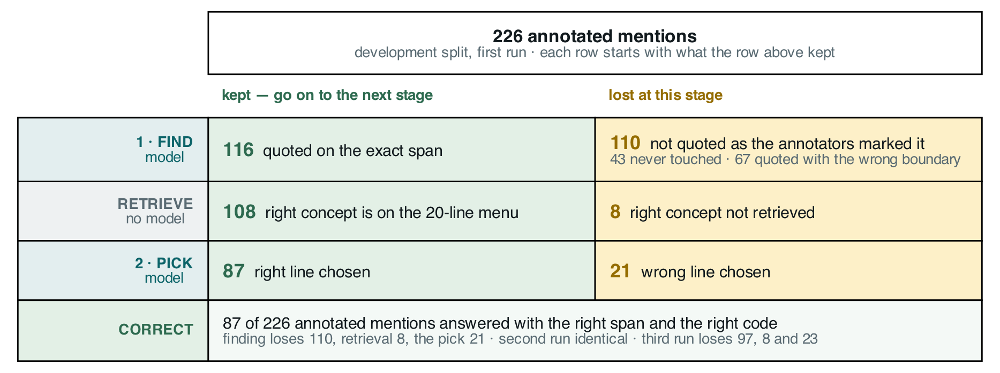 226 annotated mentions
development split, first run · each row starts with what the row above kept
kept — go on to the next stage
lost at this stage
1 · FIND
model
116 quoted on the exact span
110 not quoted as the annotators marked it
43 never touched · 67 quoted with the wrong boundary
RETRIEVE
no model
108 right concept is on the 20-line menu
8 right concept not retrieved
2 · PICK
model
87 right line chosen
21 wrong line chosen
CORRECT
87 of 226 annotated mentions answered with the right span and the right code
finding loses 110, retrieval 8, the pick 21 · second run identical · third run loses 97, 8 and 23